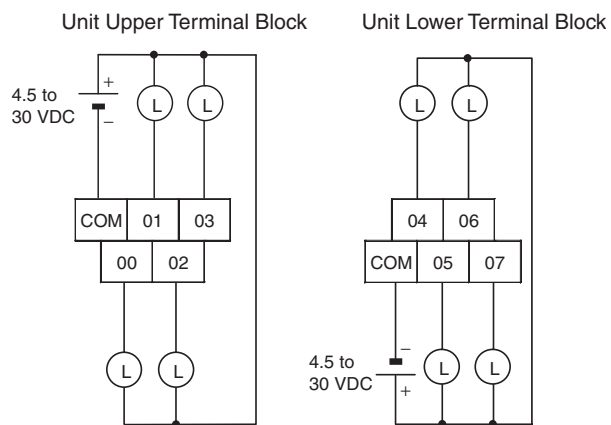 Unit Upper Terminal Block
Unit Lower Terminal Block
4.5 to
30 VDC
+
−
L
L
COM
01
03
00
02
L
L
L
L
04
06
COM
05
07
4.5 to
30 VDC
−
+
L
L